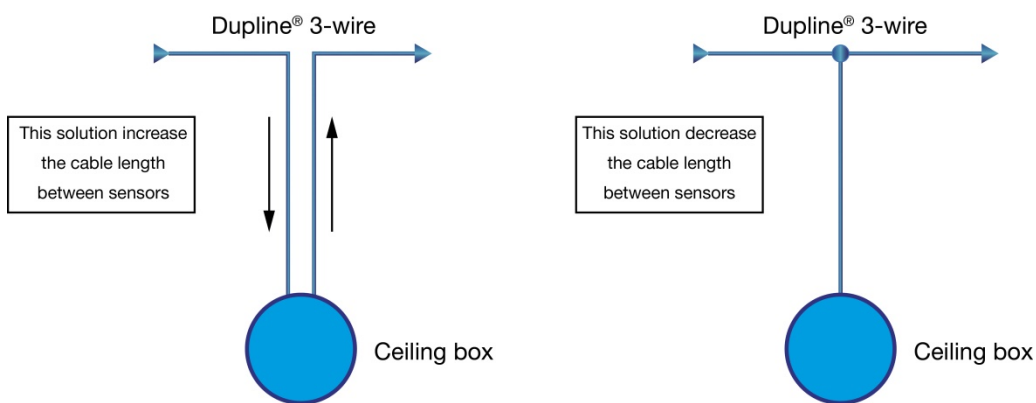 Dupline® 3-wire
This solution increase
the cable length
between sensors
Ceiling box
Dupline® 3-wire
This solution decrease
the cable length
between sensors
Ceiling box